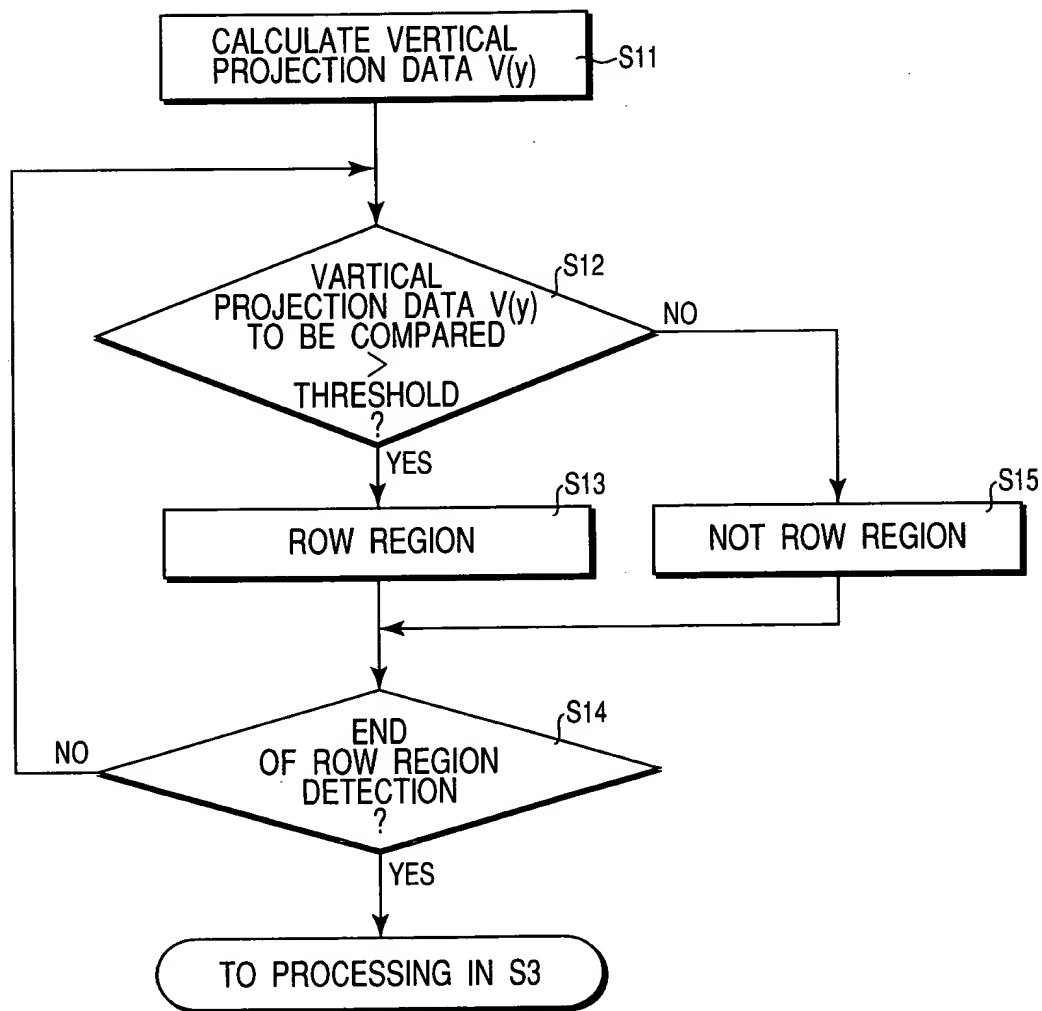 CALCULATE VERTICAL
PROJECTION DATA V(y)
S11
VARTICAL
PROJECTION DATA V(y)
TO BE COMPARED
>
THRESHOLD
?
S12
NO
YES
S13
ROW REGION
S15
NOT ROW REGION
END
OF ROW REGION
DETECTION
?
S14
NO
YES
TO PROCESSING IN S3